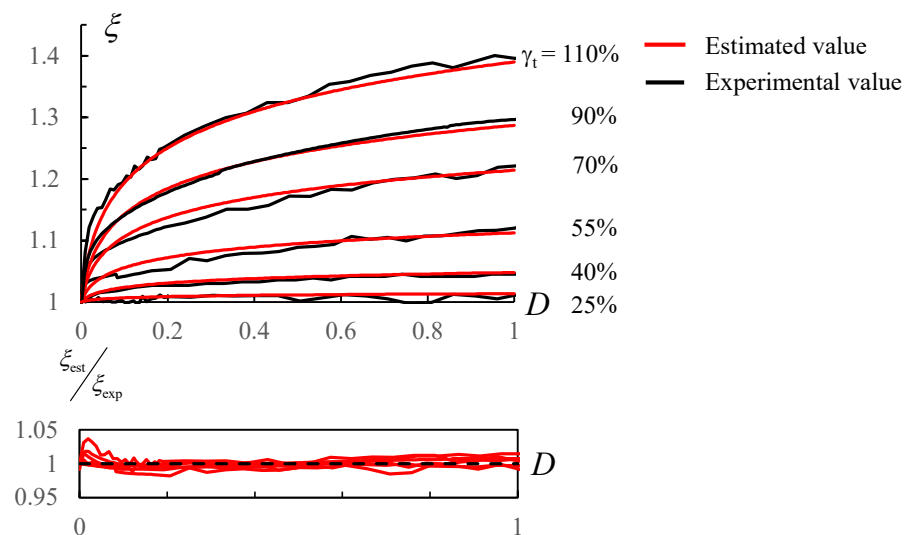 ξ
1.4
1.3
1.2
1.1
1
0 0.2 0.4 0.6 0.8 1
D
γt = 110%
90%
70%
55%
40%
25%
Estimated value
Experimental value
ξest/ξexp
1.05
1
0.95
0 1
D